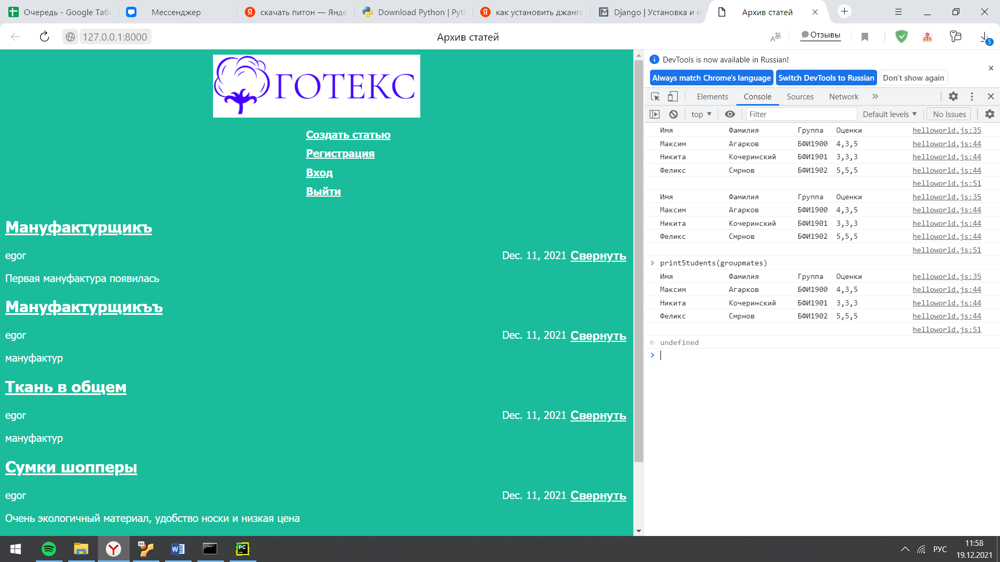 Очередь - Google Таб
Мессенджер
скачать питон — Янде
Download Python | Pyt
как установить джанго
Django | Установка и н
Архив статей
127.0.0.1:8000
Архив статей
Отзывы
5
ГОТЕКС
Создать статью
Регистрация
Вход
Выйти
Мануфактурщикъ
egor
Dec. 11, 2021 Свернуть
Первая мануфактура появилась
Мануфактурщикъъ
egor
Dec. 11, 2021 Свернуть
мануфактур
Ткань в общем
egor
Dec. 11, 2021 Свернуть
мануфактур
Сумки шопперы
egor
Dec. 11, 2021 Свернуть
Очень экологичный материал, удобство носки и низкая цена
DevTools is now available in Russian!
Always match Chrome's language
Switch DevTools to Russian
Don't show again
Elements
Console
Sources
Network
top
Filter
Default levels
No Issues
Имя Фамилия Группа Оценки helloworld.js:35
Максим Агарков БФИ1900 4,3,5 helloworld.js:44
Никита Кочеринский БФИ1901 3,3,3 helloworld.js:44
Феликс Смрнов БФИ1902 5,5,5 helloworld.js:44
helloworld.js:51
Имя Фамилия Группа Оценки helloworld.js:35
Максим Агарков БФИ1900 4,3,5 helloworld.js:44
Никита Кочеринский БФИ1901 3,3,3 helloworld.js:44
Феликс Смрнов БФИ1902 5,5,5 helloworld.js:44
helloworld.js:51
printStudents(groupmates)
Имя Фамилия Группа Оценки helloworld.js:35
Максим Агарков БФИ1900 4,3,5 helloworld.js:44
Никита Кочеринский БФИ1901 3,3,3 helloworld.js:44
Феликс Смрнов БФИ1902 5,5,5 helloworld.js:44
helloworld.js:51
undefined
64
PC
РУС
11:58
19.12.2021